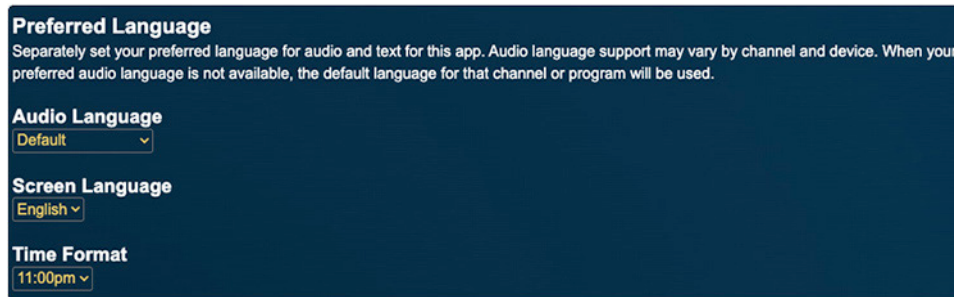 Preferred Language
Separately set your preferred language for audio and text for this app. Audio language support may vary by channel and device. When your
preferred audio language is not available, the default language for that channel or program will be used.
Audio Language
Default
Screen Language
English
Time Format
11:00pm